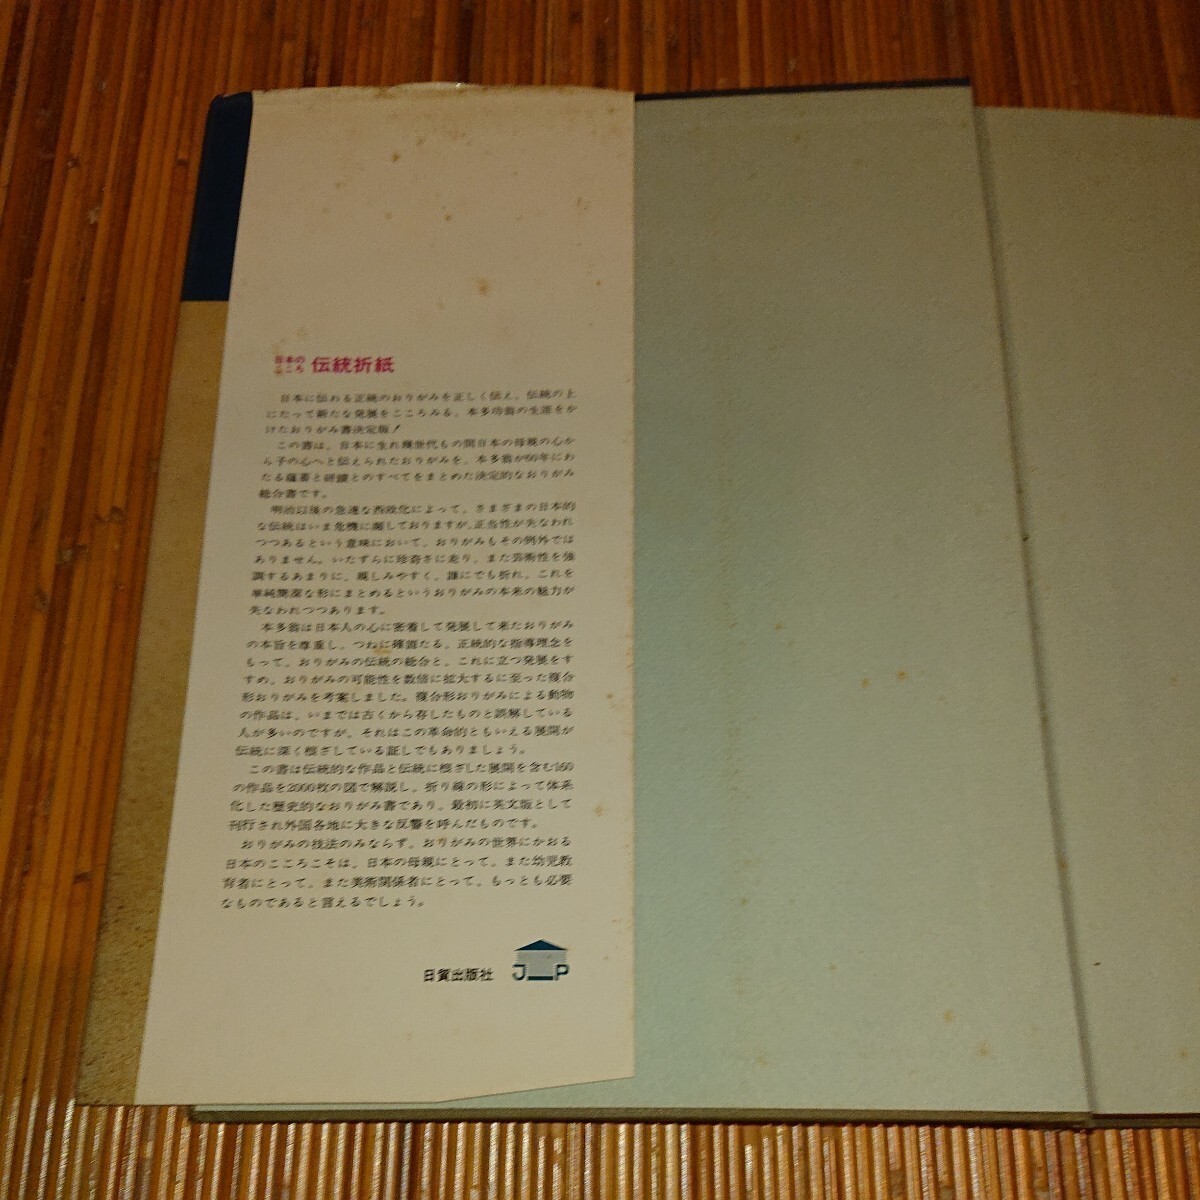 日本の
こころ 伝統折紙
日本に伝わる正統のおりがみを正しく伝え、伝統の上
にたって新たな発展をこころみる、本多功翁の生涯をか
けたおりがみ書決定版!
この書は、日本に生れ幾世代もの間日本の母親の心か
ら子の心へと伝えられたおりがみを、本多翁が60年にわ
たる蘊蓄と研鑽とのすべてをまとめた決定的なおりがみ
総合書です。
明治以後の急速な西欧化によって、さまざまの日本的
な伝統はいま危機に瀕しておりますが、正当性が失なわれ
つつあるという意味において、おりがみもその例外では
ありません。いたずらに珍奇さに走り、また芸術性を強
調するあまりに、親しみやすく、誰にでも折れ、これを
単純簡潔な形にまとめるというおりがみの本来の魅力が
失なわれつつあります。
本多翁は日本人の心に密着して発展して来たおりがみ
の本旨を尊重し、つねに確固たる、正統的な指導理念を
もって、おりがみの伝統の総合と、これに立つ発展をす
すめ、おりがみの可能性を数倍に拡大するに至った複合
形おりがみを考案しました。複合形おりがみによる動物
の作品は、いまでは古くから存したものと誤解している
人が多いのですが、それはこの革命的ともいえる展開が
伝統に深く根ざしている証しでもありましょう。
この書は伝統的な作品と伝統に根ざした展開を含む160
の作品を2000枚の図で解説し、折り線の形によって体系
化した歴史的なおりがみ書であり、最初に英文版として
刊行され外国各地に大きな反響を呼んだものです。
おりがみの技法のみならず、おりがみの世界にかおる
日本のこころこそは、日本の母親にとって、また幼児教
育者にとって、また美術関係者にとって、もっとも必要
なものであると言えるでしょう。
日貿出版社 JP